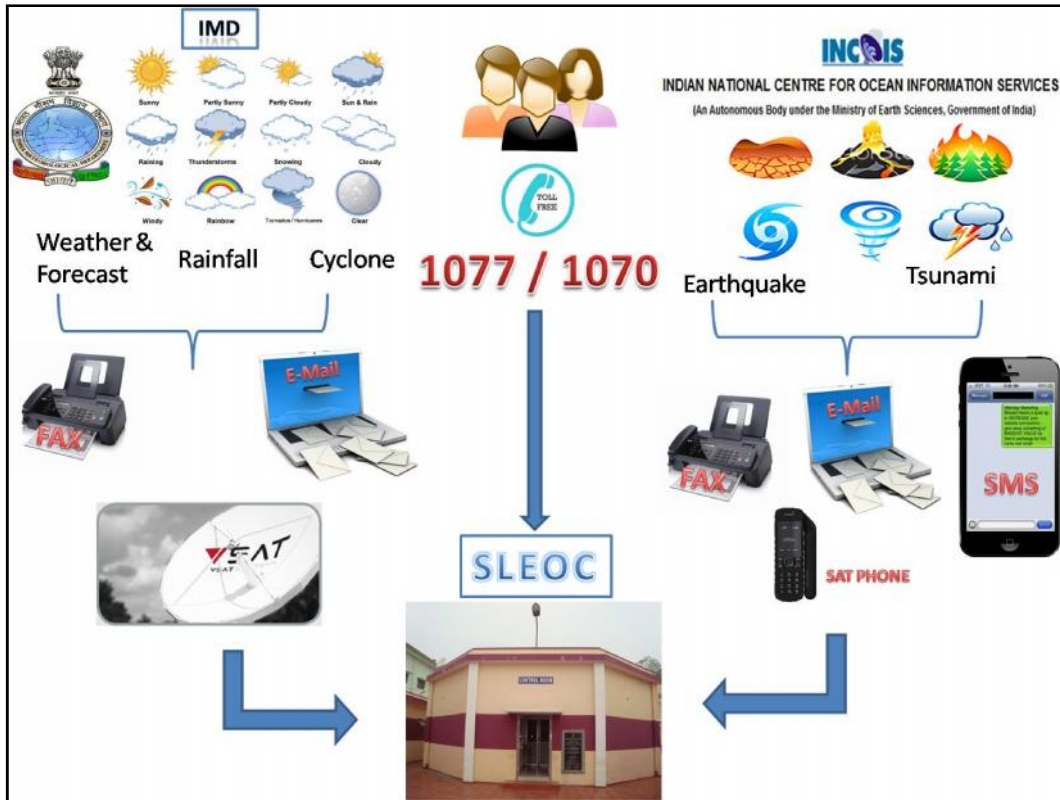 IMD
Sunny
Partly Sunny
Partly Cloudy
Sun & Rain
Raining
Thunderstorms
Snowing
Cloudy
Windy
Rainbow
Tornados / Hurricanes
Clear
Weather &
Forecast
Rainfall
Cyclone
FAX
E-Mail
VSAT
TOLL
FREE
1077 / 1070
SLEOC
CONTROL ROOM
INCOIS
INDIAN NATIONAL CENTRE FOR OCEAN INFORMATION SERVICES
(An Autonomous Body under the Ministry of Earth Sciences, Government of India)
Earthquake
Tsunami
FAX
E-Mail
SMS
SAT PHONE